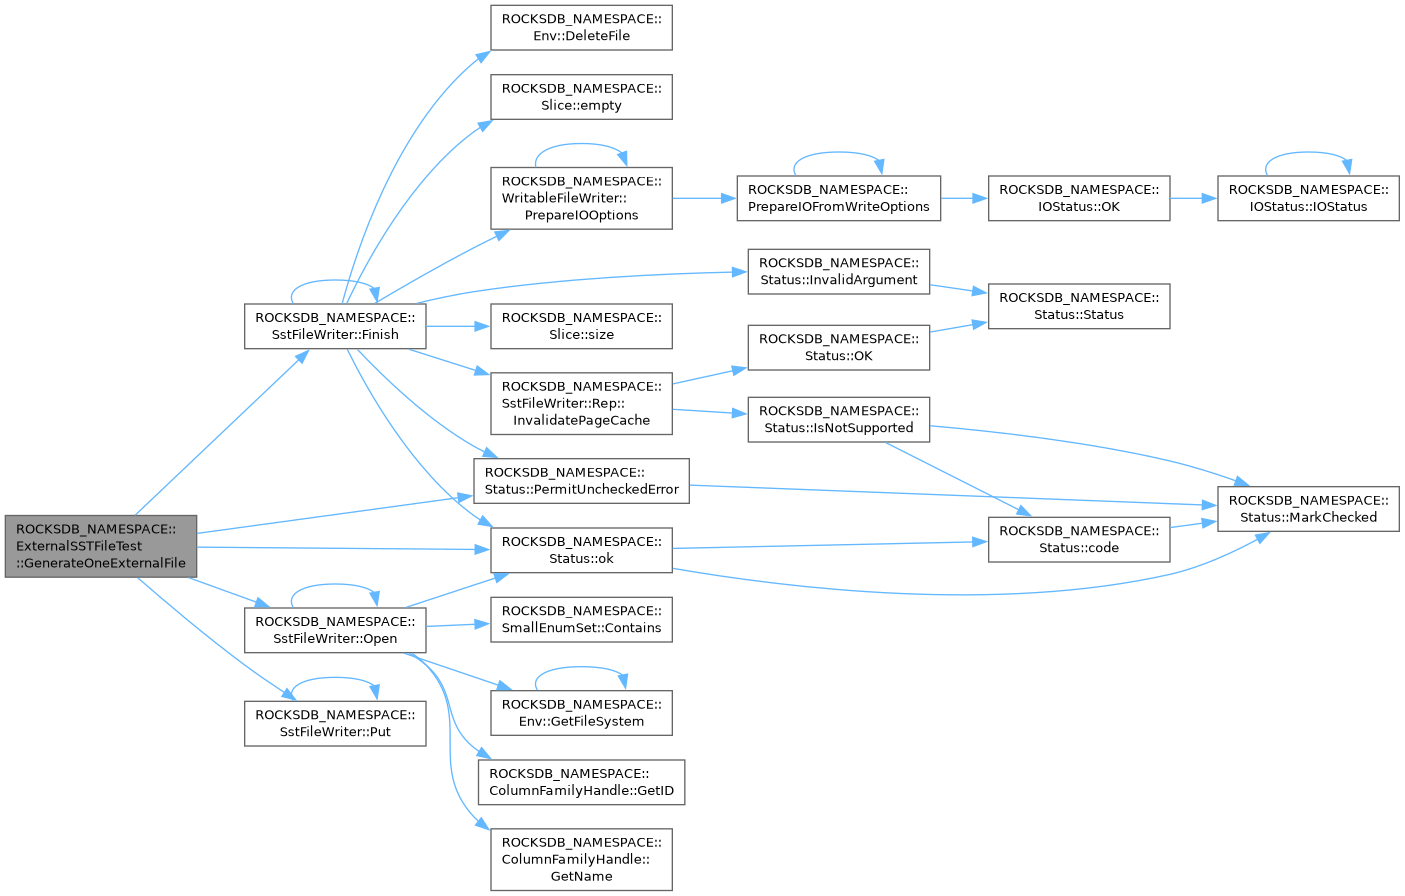 ROCKSDB_NAMESPACE::
Env::DeleteFile
ROCKSDB_NAMESPACE::
Slice::empty
ROCKSDB_NAMESPACE::
WritableFileWriter::
PrepareIOOptions
ROCKSDB_NAMESPACE::
PrepareIOFromWriteOptions
ROCKSDB_NAMESPACE::
IOStatus::OK
ROCKSDB_NAMESPACE::
IOStatus::IOStatus
ROCKSDB_NAMESPACE::
Status::InvalidArgument
ROCKSDB_NAMESPACE::
Status::Status
ROCKSDB_NAMESPACE::
SstFileWriter::Finish
ROCKSDB_NAMESPACE::
Slice::size
ROCKSDB_NAMESPACE::
Status::OK
ROCKSDB_NAMESPACE::
SstFileWriter::Rep::
InvalidatePageCache
ROCKSDB_NAMESPACE::
Status::IsNotSupported
ROCKSDB_NAMESPACE::
Status::PermitUncheckedError
ROCKSDB_NAMESPACE::
Status::MarkChecked
ROCKSDB_NAMESPACE::
ExternalSSTFileTest
::GenerateOneExternalFile
ROCKSDB_NAMESPACE::
Status::ok
ROCKSDB_NAMESPACE::
Status::code
ROCKSDB_NAMESPACE::
SstFileWriter::Open
ROCKSDB_NAMESPACE::
SmallEnumSet::Contains
ROCKSDB_NAMESPACE::
Env::GetFileSystem
ROCKSDB_NAMESPACE::
SstFileWriter::Put
ROCKSDB_NAMESPACE::
ColumnFamilyHandle::GetID
ROCKSDB_NAMESPACE::
ColumnFamilyHandle::
GetName